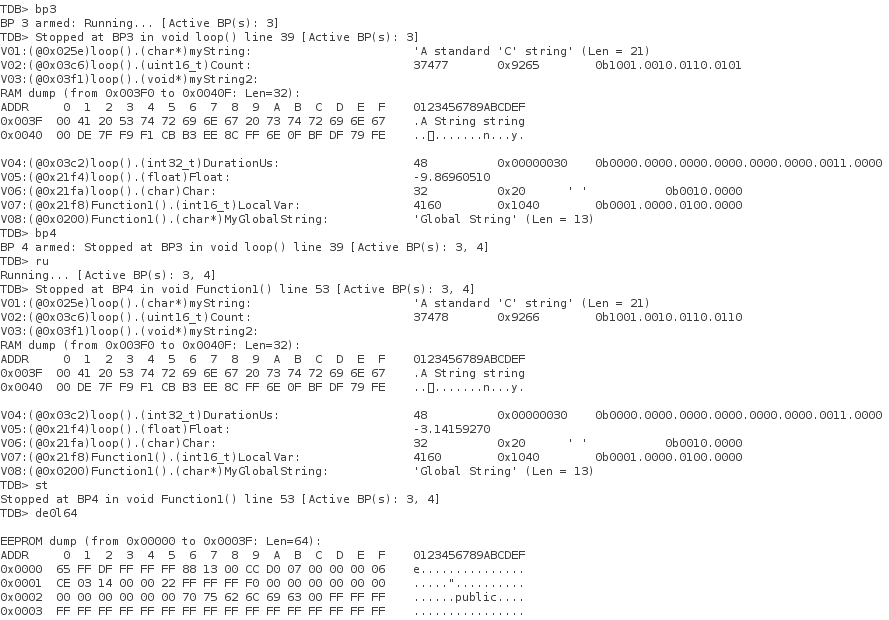 TDB> bp3
BP 3 armed: Running... [Active BP(s): 3]
TDB> Stopped at BP3 in void loop() line 39 [Active BP(s): 3]
V01:(@0x025e)loop().(char*)myString: 'A standard 'C' string' (Len = 21)
V02:(@0x03c6)loop().(uint16_t)Count: 37477 0x9265 0b1001.0010.0110.0101
V03:(@0x03f1)loop().(void*)myString2:
RAM dump (from 0x003F0 to 0x0040F: Len=32):
ADDR 0 1 2 3 4 5 6 7 8 9 A B C D E F 0123456789ABCDEF
0x003F 00 41 20 53 74 72 69 6E 67 20 73 74 72 69 6E 67 .A String string
0x0040 00 DE 7F F9 F1 CB B3 EE 8C FF 6E 0F BF DF 79 FE ..▯.......n...y.
V04:(@0x03c2)loop().(int32_t)DurationUs: 48 0x00000030 0b0000.0000.0000.0000.0000.0000.0011.0000
V05:(@0x21f4)loop().(float)Float: -9.86960510
V06:(@0x21fa)loop().(char)Char: 32 0x20 ' ' 0b0010.0000
V07:(@0x21f8)Function1().(int16_t)LocalVar: 4160 0x1040 0b0001.0000.0100.0000
V08:(@0x0200)Function1().(char*)MyGlobalString: 'Global String' (Len = 13)
TDB> bp4
BP 4 armed: Stopped at BP3 in void loop() line 39 [Active BP(s): 3, 4]
TDB> ru
Running... [Active BP(s): 3, 4]
TDB> Stopped at BP4 in void Function1() line 53 [Active BP(s): 3, 4]
V01:(@0x025e)loop().(char*)myString: 'A standard 'C' string' (Len = 21)
V02:(@0x03c6)loop().(uint16_t)Count: 37478 0x9266 0b1001.0010.0110.0110
V03:(@0x03f1)loop().(void*)myString2:
RAM dump (from 0x003F0 to 0x0040F: Len=32):
ADDR 0 1 2 3 4 5 6 7 8 9 A B C D E F 0123456789ABCDEF
0x003F 00 41 20 53 74 72 69 6E 67 20 73 74 72 69 6E 67 .A String string
0x0040 00 DE 7F F9 F1 CB B3 EE 8C FF 6E 0F BF DF 79 FE ..▯.......n...y.
V04:(@0x03c2)loop().(int32_t)DurationUs: 48 0x00000030 0b0000.0000.0000.0000.0000.0000.0011.0000
V05:(@0x21f4)loop().(float)Float: -3.14159270
V06:(@0x21fa)loop().(char)Char: 32 0x20 ' ' 0b0010.0000
V07:(@0x21f8)Function1().(int16_t)LocalVar: 4160 0x1040 0b0001.0000.0100.0000
V08:(@0x0200)Function1().(char*)MyGlobalString: 'Global String' (Len = 13)
TDB> st
Stopped at BP4 in void Function1() line 53 [Active BP(s): 3, 4]
TDB> de0l64
EEPROM dump (from 0x00000 to 0x0003F: Len=64):
ADDR 0 1 2 3 4 5 6 7 8 9 A B C D E F 0123456789ABCDEF
0x0000 65 FF DF FF FF FF 88 13 00 CC D0 07 00 00 00 06 e...............
0x0001 CE 03 14 00 00 22 FF FF FF F0 00 00 00 00 00 00 ....."..........
0x0002 00 00 00 00 00 00 70 75 62 6C 69 63 00 FF FF FF ......public....
0x0003 FF FF FF FF FF FF FF FF FF FF FF FF FF FF FF FF ................